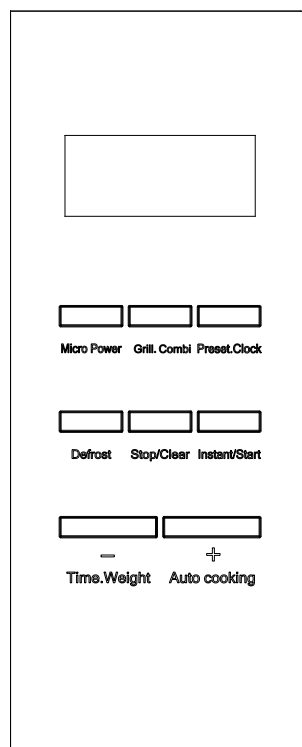 Micro Power Grill. Combi Preset.Clock
Defrost Stop/Clear Instant/Start
− +
Time.Weight Auto cooking